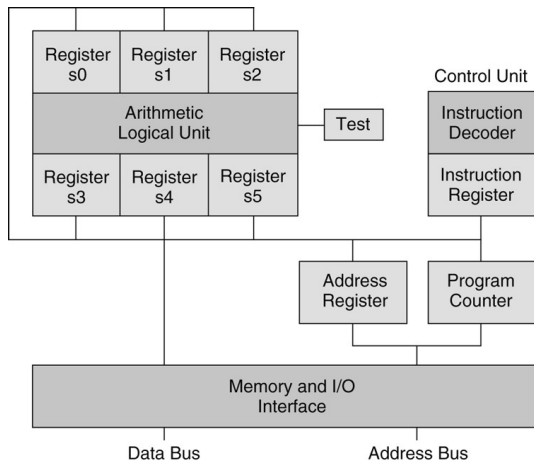 Register
s0
Register
s1
Register
s2
Control Unit
Arithmetic
Logical Unit
Test
Instruction
Decoder
Register
s3
Register
s4
Register
s5
Instruction
Register
Address
Register
Program
Counter
Memory and I/O
Interface
Data Bus
Address Bus